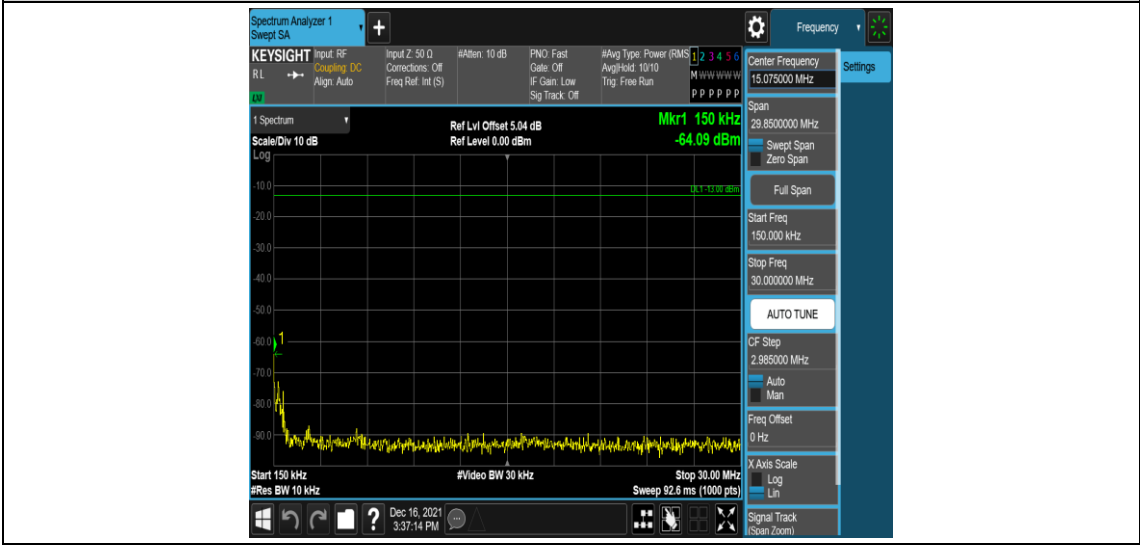 Spectrum Analyzer 1
Swept SA
+
Frequency
KEYSIGHT
R L
LM
Input: RF
Coupling: DC
Align: Auto
Input Z: 50 Ω
Corrections: Off
Freq Ref: Int (S)
#Atten: 10 dB
PNO: Fast
Gate: Off
IF Gain: Low
Sig Track: Off
#Avg Type: Power (RMS
Avg|Hold: 10/10
Trig: Free Run
1 2 3 4 5 6
M W W W W W
P P P P P P
1 Spectrum
Scale/Div 10 dB
Log
Ref Lvl Offset 5.04 dB
Ref Level 0.00 dBm
Mkr1 150 kHz
-64.09 dBm
DL1 -13.00 dBm
-10.0
-20.0
-30.0
-40.0
-50.0
-60.0
1
-70.0
-80.0
-90.0
Start 150 kHz
#Res BW 10 kHz
#Video BW 30 kHz
Stop 30.00 MHz
Sweep 92.6 ms (1000 pts)
Dec 16, 2021
3:37:14 PM
?
Center Frequency
15.075000 MHz
Settings
Span
29.8500000 MHz
Swept Span
Zero Span
Full Span
Start Freq
150.000 kHz
Stop Freq
30.000000 MHz
AUTO TUNE
CF Step
2.985000 MHz
Auto
Man
Freq Offset
0 Hz
X Axis Scale
Log
Lin
Signal Track
(Span Zoom)